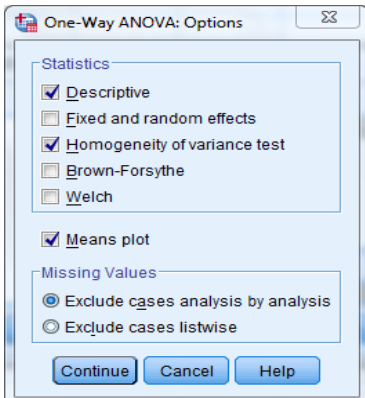 One-Way ANOVA: Options
Statistics
Descriptive
Fixed and random effects
Homogeneity of variance test
Brown-Forsythe
Welch
Means plot
Missing Values
Exclude cases analysis by analysis
Exclude cases listwise
Continue Cancel Help